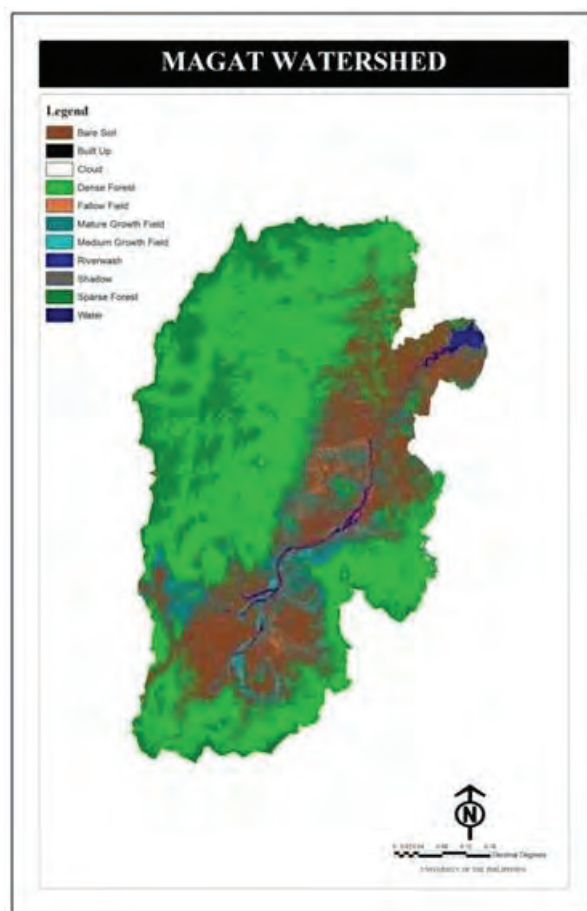 MAGAT WATERSHED
Legend
Bare Soil
Built Up
Cloud
Dense Forest
Fallow Field
Mature Growth Field
Medium Growth Field
Riverwash
Shadow
Sparse Forest
Water
N
Decimal Degrees
UNIVERSITY OF THE PHILIPPINES